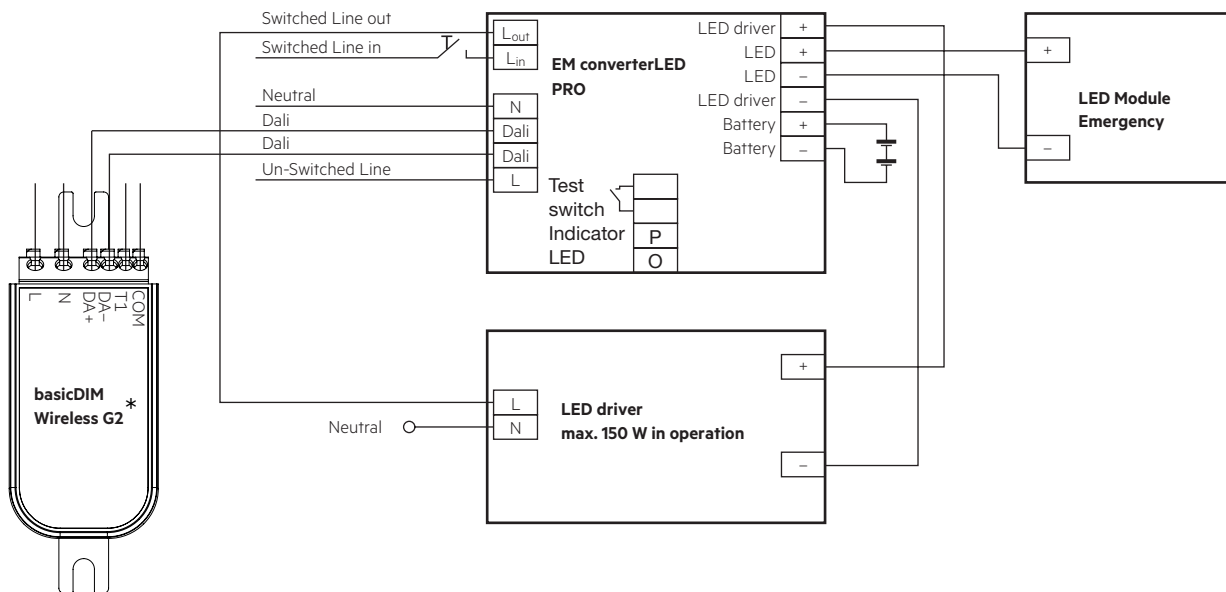 Switched Line out
Switched Line in
Neutral
Dali
Dali
Un-Switched Line
Lout
Lin
N
Dali
Dali
L
EM converterLED
PRO
Test
switch
Indicator
LED
P
O
LED driver +
LED +
LED –
LED driver –
Battery +
Battery –
+
–
LED Module
Emergency
L
N
DA+
DA–
T1
COM
basicDIM
Wireless G2*
Neutral
L
N
LED driver
max. 150 W in operation
+
–